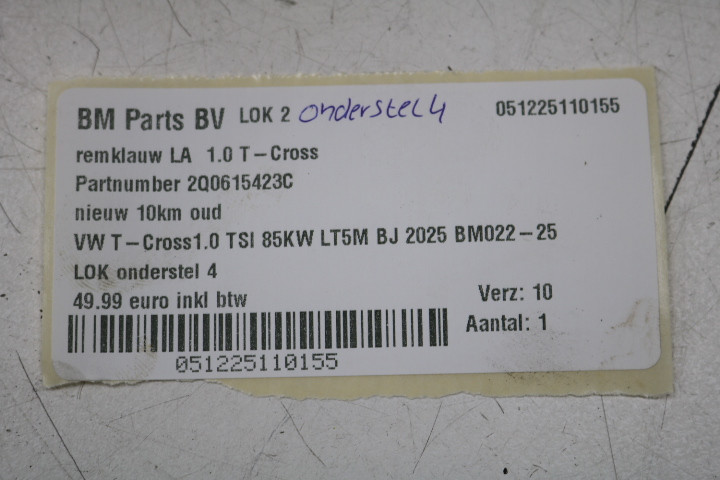 BM Parts BV LOK 2 onderstel 4 051225110155
remklauw LA 1.0 T-Cross
Partnumber 2Q0615423C
nieuw 10km oud
VW T-Cross1.0 TSI 85KW LT5M BJ 2025 BM022-25
LOK onderstel 4
49.99 euro inkl btw Verz: 10
Aantal: 1
051225110155